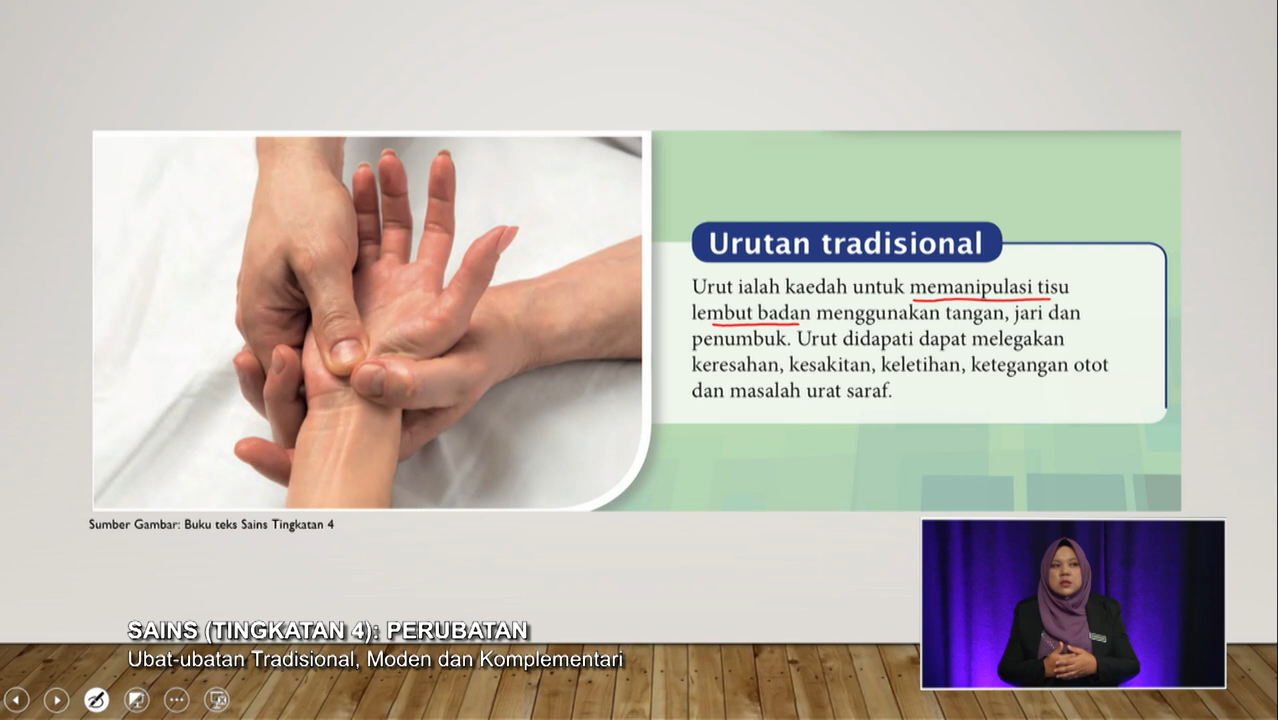 Urutan tradisional
Urut ialah kaedah untuk memanipulasi tisu
lembut badan menggunakan tangan, jari dan
penumbuk. Urut didapati dapat melegakan
keresahan, kesakitan, keletihan, ketegangan otot
dan masalah urat saraf.
Sumber Gambar: Buku teks Sains Tingkatan 4
SAINS (TINGKATAN 4): PERUBATAN
Ubat-ubatan Tradisional, Moden dan Komplementari